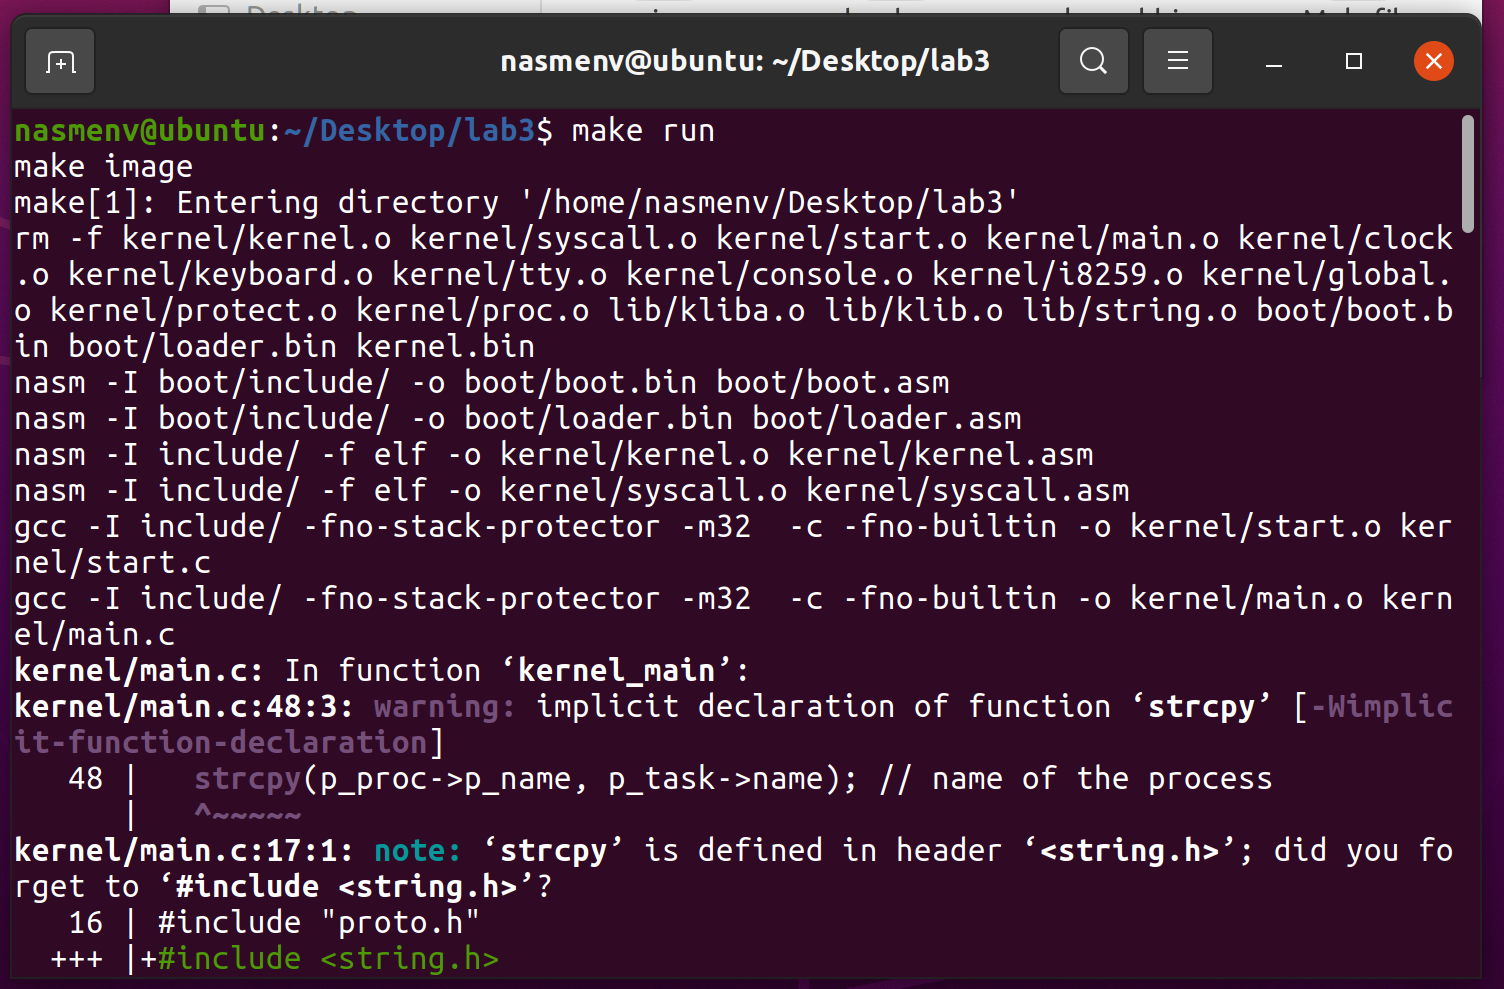 Desktop
nasmenv@ubuntu: ~/Desktop/lab3
nasmenv@ubuntu:~/Desktop/lab3$ make run
make image
make[1]: Entering directory '/home/nasmenv/Desktop/lab3'
rm -f kernel/kernel.o kernel/syscall.o kernel/start.o kernel/main.o kernel/clock
.o kernel/keyboard.o kernel/tty.o kernel/console.o kernel/i8259.o kernel/global.
o kernel/protect.o kernel/proc.o lib/kliba.o lib/klib.o lib/string.o boot/boot.b
in boot/loader.bin kernel.bin
nasm -I boot/include/ -o boot/boot.bin boot/boot.asm
nasm -I boot/include/ -o boot/loader.bin boot/loader.asm
nasm -I include/ -f elf -o kernel/kernel.o kernel/kernel.asm
nasm -I include/ -f elf -o kernel/syscall.o kernel/syscall.asm
gcc -I include/ -fno-stack-protector -m32  -c -fno-builtin -o kernel/start.o ker
nel/start.c
gcc -I include/ -fno-stack-protector -m32  -c -fno-builtin -o kernel/main.o kern
el/main.c
kernel/main.c: In function ‘kernel_main’:
kernel/main.c:48:3: warning: implicit declaration of function ‘strcpy’ [-Wimplic
it-function-declaration]
   48 |   strcpy(p_proc->p_name, p_task->name); // name of the process
      |   ^~~~~~
kernel/main.c:17:1: note: ‘strcpy’ is defined in header ‘<string.h>’; did you fo
rget to ‘#include <string.h>’?
   16 | #include "proto.h"
  +++ |+#include <string.h>